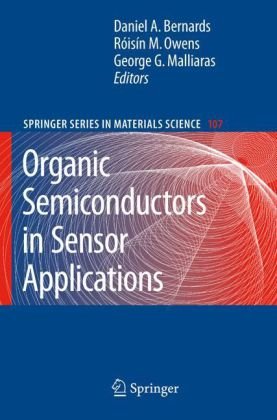 Daniel A. Bernards
Róisín M. Owens
George G. Malliaras
Editors
SPRINGER SERIES IN MATERIALS SCIENCE 107
Organic
Semiconductors
in Sensor
Applications
Springer